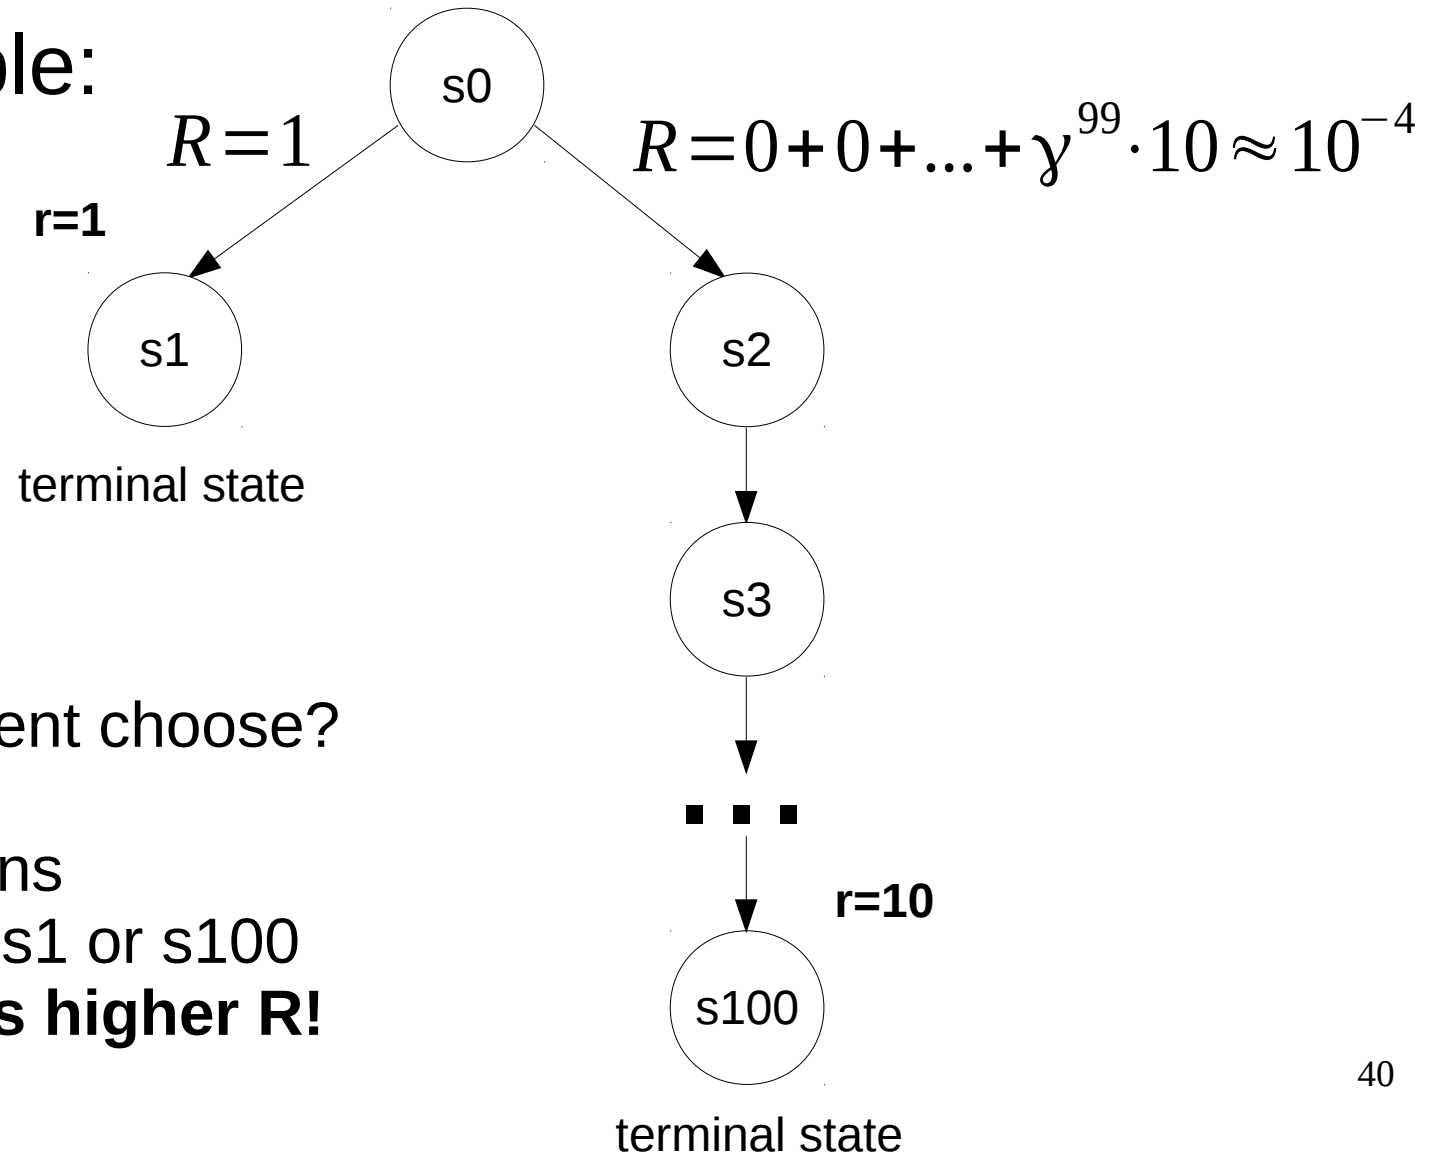 ple:
s0
R=1
R=0+0+...+γ^99·10≈10^−4
r=1
s1
s2
terminal state
s3
ent choose?
...
ns
r=10
s1 or s100
s higher R!
s100
40
terminal state